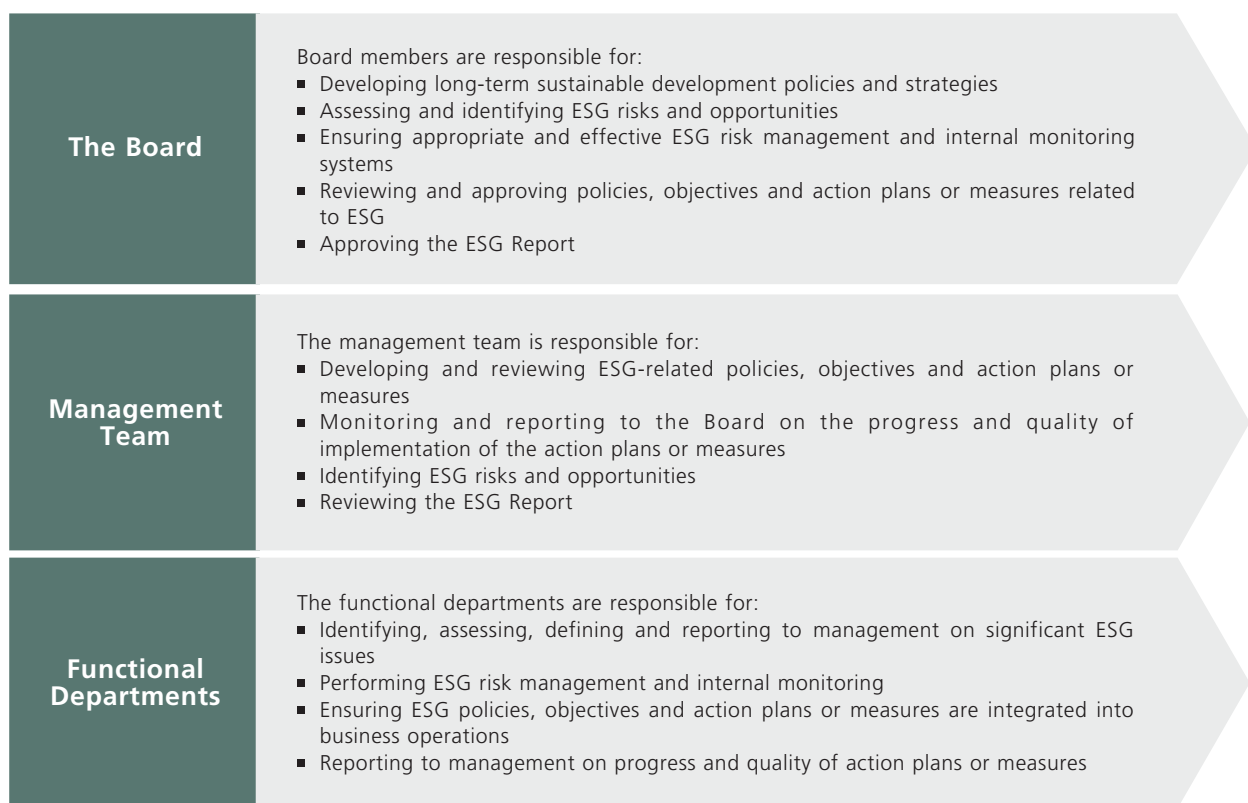 The Board
Board members are responsible for:
▪ Developing long-term sustainable development policies and strategies
▪ Assessing and identifying ESG risks and opportunities
▪ Ensuring appropriate and effective ESG risk management and internal monitoring
systems
▪ Reviewing and approving policies, objectives and action plans or measures related
to ESG
▪ Approving the ESG Report
Management
Team
The management team is responsible for:
▪ Developing and reviewing ESG-related policies, objectives and action plans or
measures
▪ Monitoring and reporting to the Board on the progress and quality of
implementation of the action plans or measures
▪ Identifying ESG risks and opportunities
▪ Reviewing the ESG Report
Functional
Departments
The functional departments are responsible for:
▪ Identifying, assessing, defining and reporting to management on significant ESG
issues
▪ Performing ESG risk management and internal monitoring
▪ Ensuring ESG policies, objectives and action plans or measures are integrated into
business operations
▪ Reporting to management on progress and quality of action plans or measures